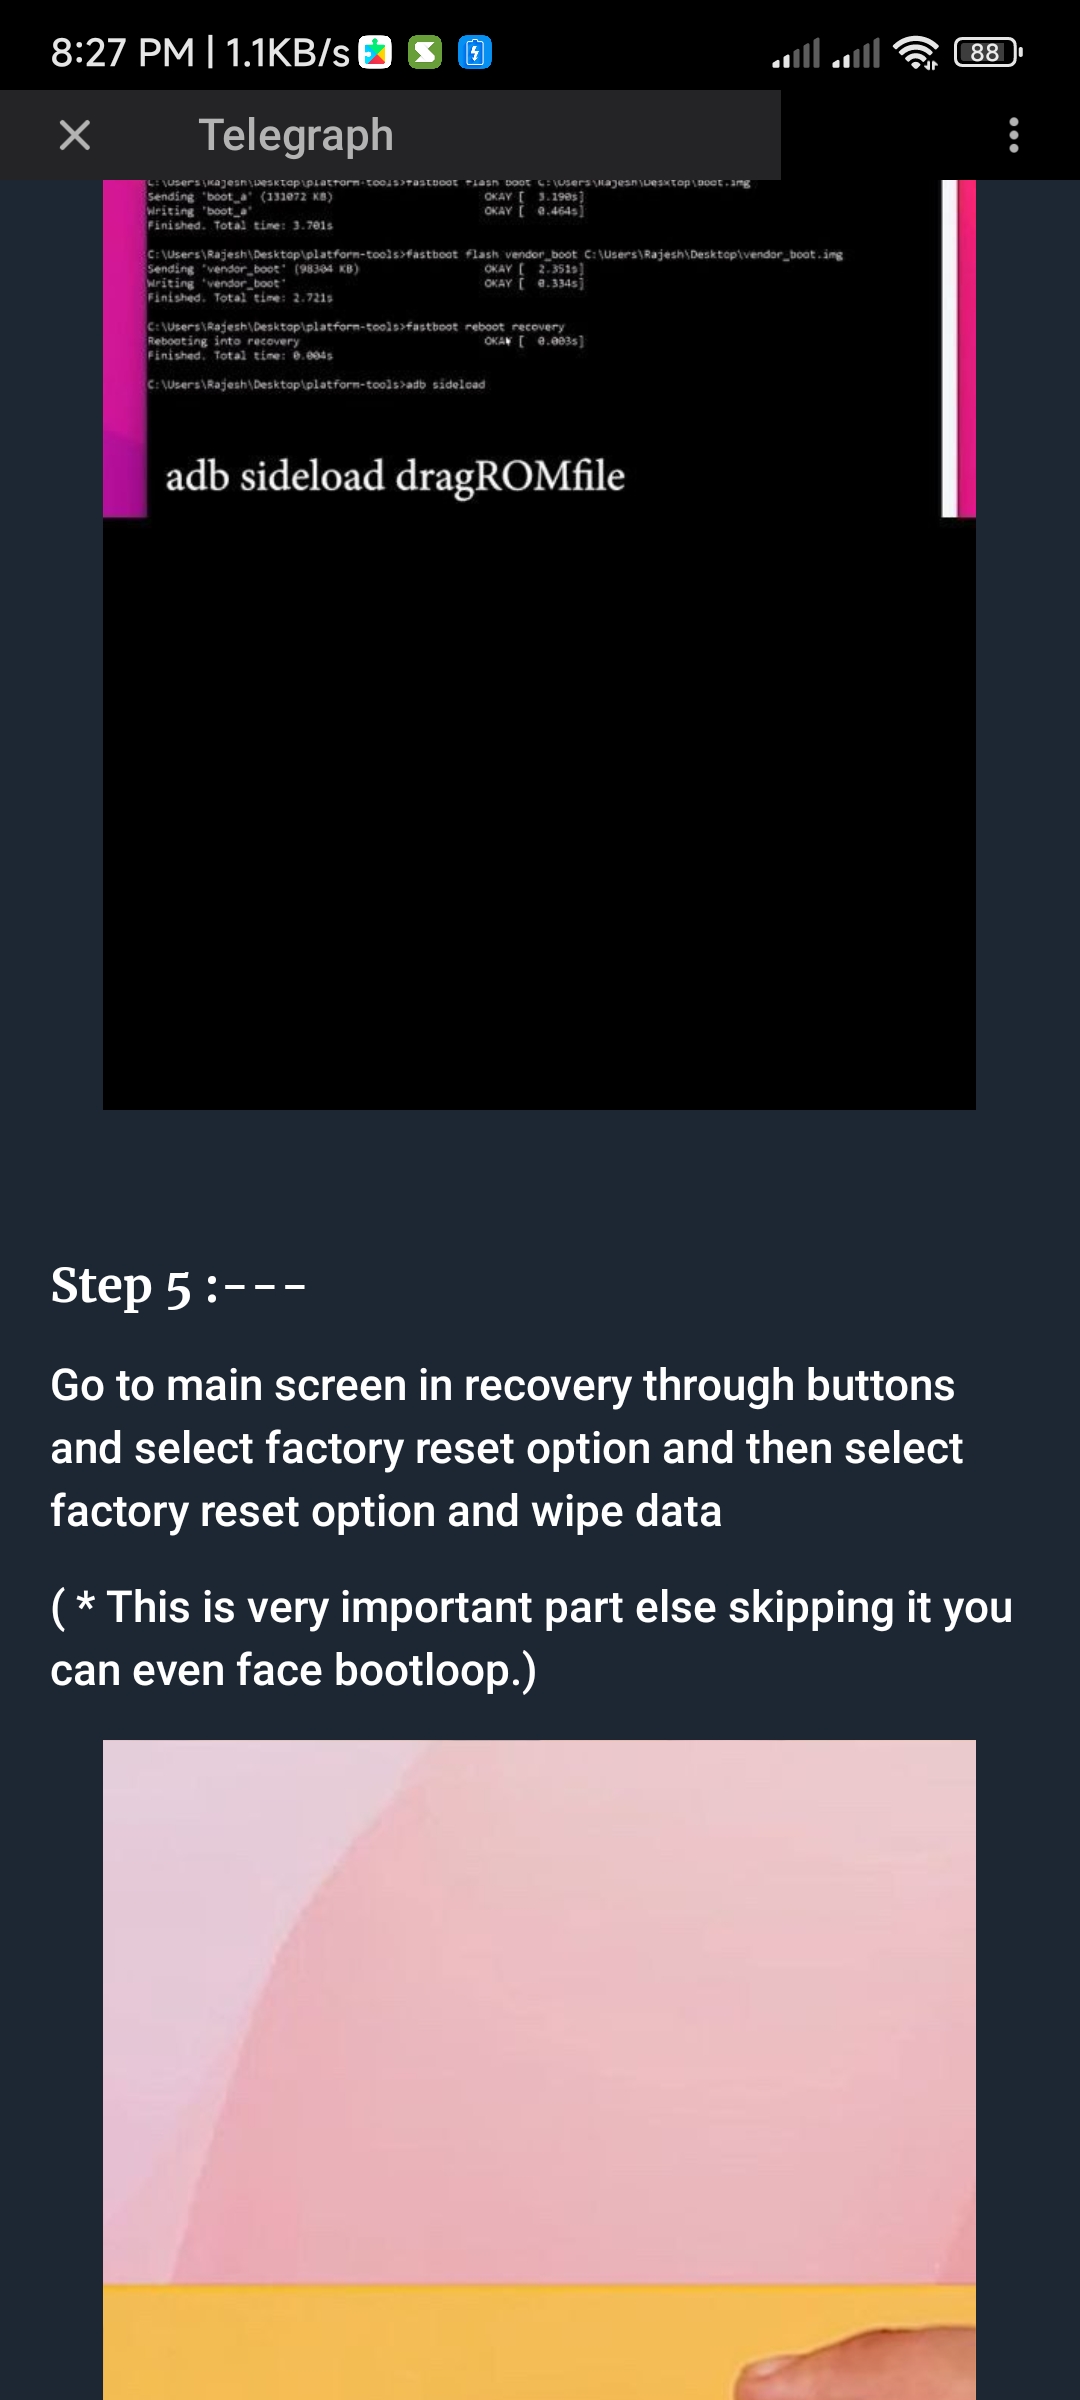 8:27 PM | 1.1KB/s
88
Telegraph
C:\Users\Rajesh\Desktop\platform-tools>fastboot flash boot C:\Users\Rajesh\Desktop\boot.img
Sending 'boot_a' (131072 KB) OKAY [ 3.190s]
Writing 'boot_a' OKAY [ 0.464s]
Finished. Total time: 3.701s
C:\Users\Rajesh\Desktop\platform-tools>fastboot flash vendor_boot C:\Users\Rajesh\Desktop\vendor_boot.img
Sending 'vendor_boot' (98304 KB) OKAY [ 2.351s]
Writing 'vendor_boot' OKAY [ 0.334s]
Finished. Total time: 2.721s
C:\Users\Rajesh\Desktop\platform-tools>fastboot reboot recovery
Rebooting into recovery OKAY [ 0.003s]
Finished. Total time: 0.004s
C:\Users\Rajesh\Desktop\platform-tools>adb sideload
adb sideload dragROMfile
Step 5 :---
Go to main screen in recovery through buttons
and select factory reset option and then select
factory reset option and wipe data
( * This is very important part else skipping it you
can even face bootloop.)